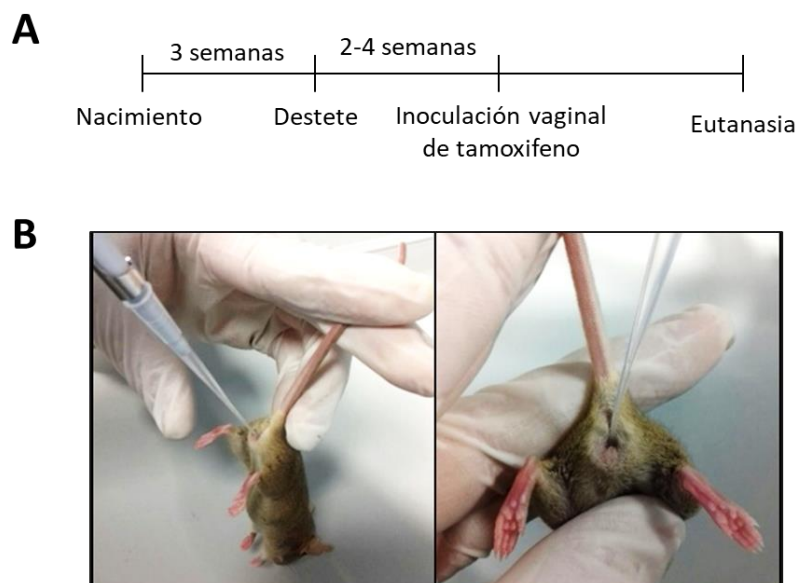 A
3 semanas
2-4 semanas
Nacimiento
Destete
Inoculación vaginal
de tamoxifeno
Eutanasia
B